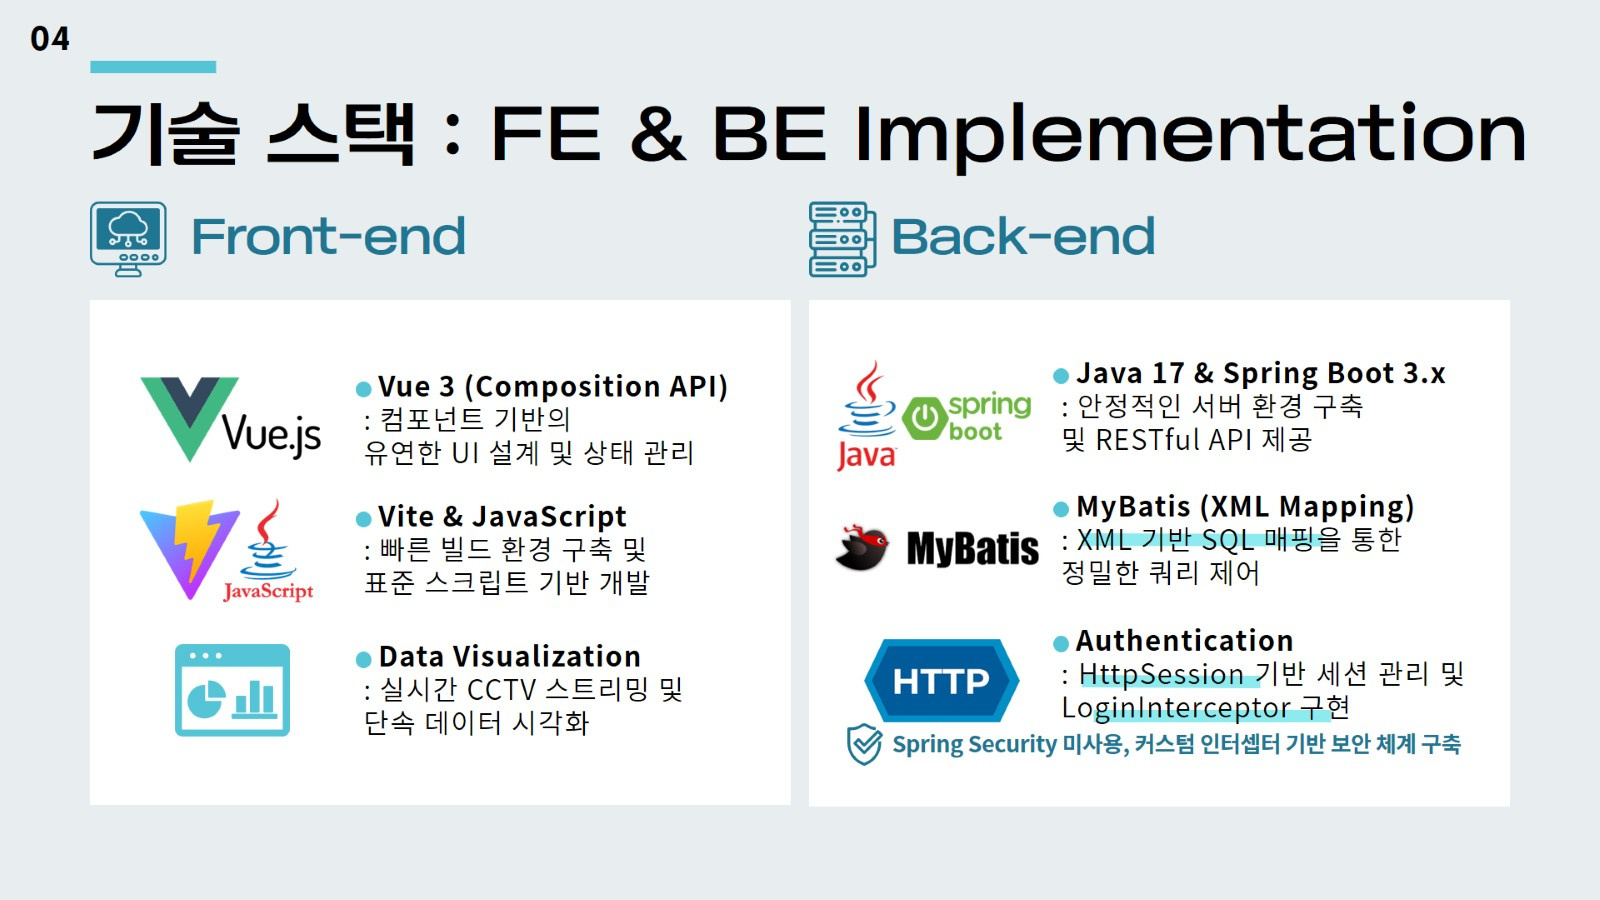 04
기술 스택 : FE & BE Implementation
Front-end
Vue.js
Vue 3 (Composition API)
: 컴포넌트 기반의
유연한 UI 설계 및 상태 관리
JavaScript
Vite & JavaScript
: 빠른 빌드 환경 구축 및
표준 스크립트 기반 개발
Data Visualization
: 실시간 CCTV 스트리밍 및
단속 데이터 시각화
Back-end
Java
spring
boot
Java 17 & Spring Boot 3.x
: 안정적인 서버 환경 구축
및 RESTful API 제공
MyBatis
MyBatis (XML Mapping)
: XML 기반 SQL 매핑을 통한
정밀한 쿼리 제어
HTTP
Authentication
: HttpSession 기반 세션 관리 및
LoginInterceptor 구현
Spring Security 미사용, 커스텀 인터셉터 기반 보안 체계 구축